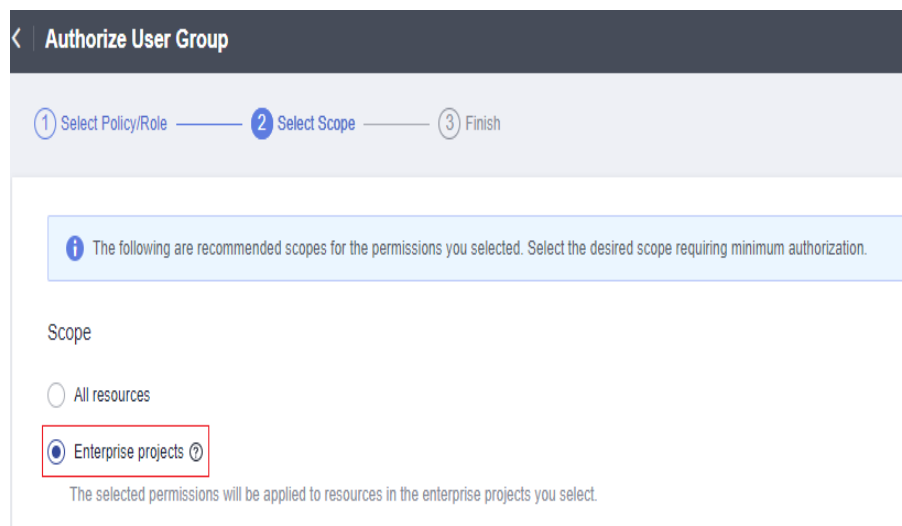 Authorize User Group
1 Select Policy/Role 2 Select Scope 3 Finish
The following are recommended scopes for the permissions you selected. Select the desired scope requiring minimum authorization.
Scope
All resources
Enterprise projects
The selected permissions will be applied to resources in the enterprise projects you select.